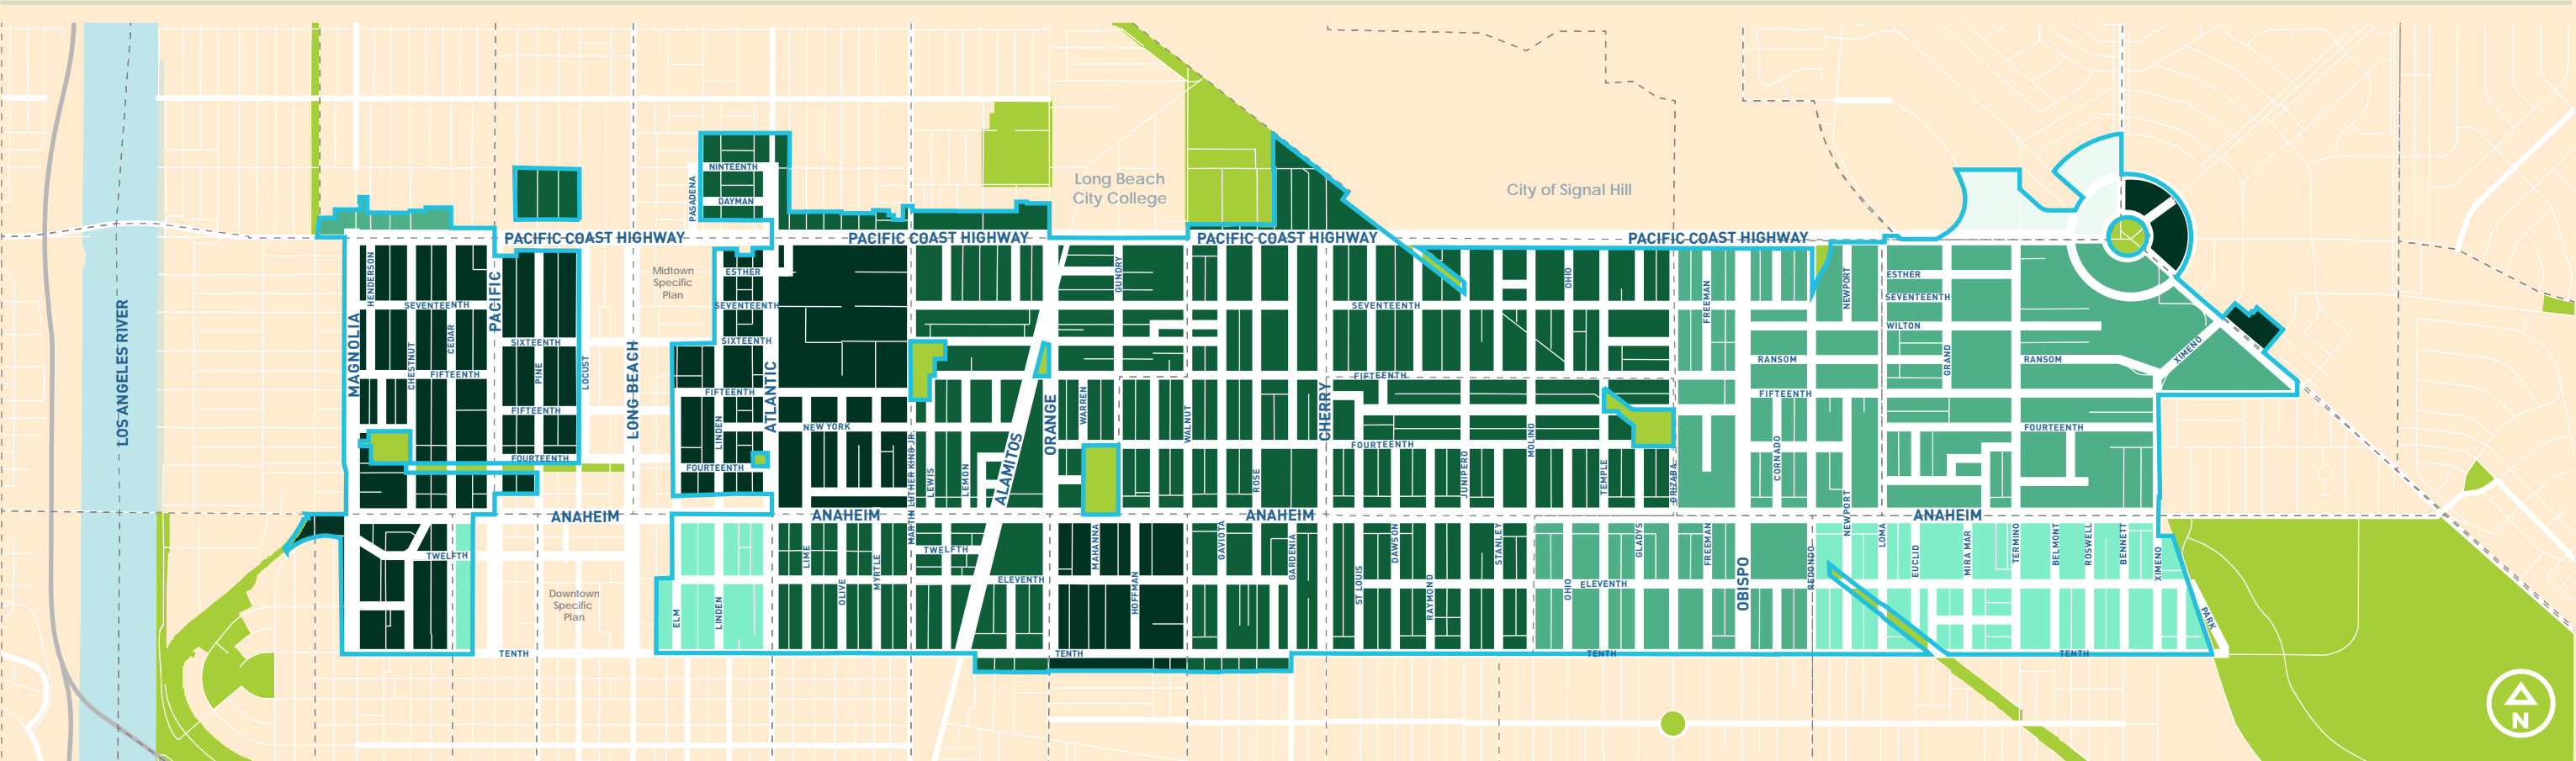 NINTEENTH
PASADENA
DAYMAN
Long Beach
City College
City of Signal Hill
PACIFIC COAST HIGHWAY
PACIFIC COAST HIGHWAY
PACIFIC COAST HIGHWAY
PACIFIC COAST HIGHWAY
LOS ANGELES RIVER
MAGNOLIA
HENDERSON
SEVENTEENTH
CHESTNUT
CEDAR
FIFTEENTH
PACIFIC
SIXTEENTH
PINE
FIFTEENTH
FOURTEENTH
LOCUST
LONG BEACH
Midtown
Specific
Plan
ESTHER
SEVENTEENTH
SIXTEENTH
FIFTEENTH
LINDEN
FOURTEENTH
ATLANTIC
NEW YORK
MARTIN LUTHER KING JR.
LEWIS
LEMON
ALAMITOS
ORANGE
GUNDRY
WARREN
WALNUT
ROSE
CHERRY
SEVENTEENTH
FIFTEENTH
FOURTEENTH
JUNIPERO
MOLINO
OHIO
TEMPLE
ORIZABA
FREEMAN
CORNADO
RANSOM
FIFTEENTH
NEWPORT
ESTHER
SEVENTEENTH
WILTON
GRAND
RANSOM
XIMENO
FOURTEENTH
ANAHEIM
ANAHEIM
ANAHEIM
ANAHEIM
TWELFTH
TENTH
Downtown
Specific
Plan
ELM
LINDEN
LIME
OLIVE
MYRTLE
TWELFTH
ELEVENTH
TENTH
MAHANNA
HOFFMAN
GAVIOTA
GARDENIA
ST LOUIS
DAWSON
RAYMOND
STANLEY
OHIO
ELEVENTH
GLADYS
FREEMAN
OBISPO
TENTH
REDONDO
NEWPORT
LOMA
EUCLID
MIRA MAR
TERMINO
BELMONT
ROSWELL
BENNETT
XIMENO
PARK
TENTH
N